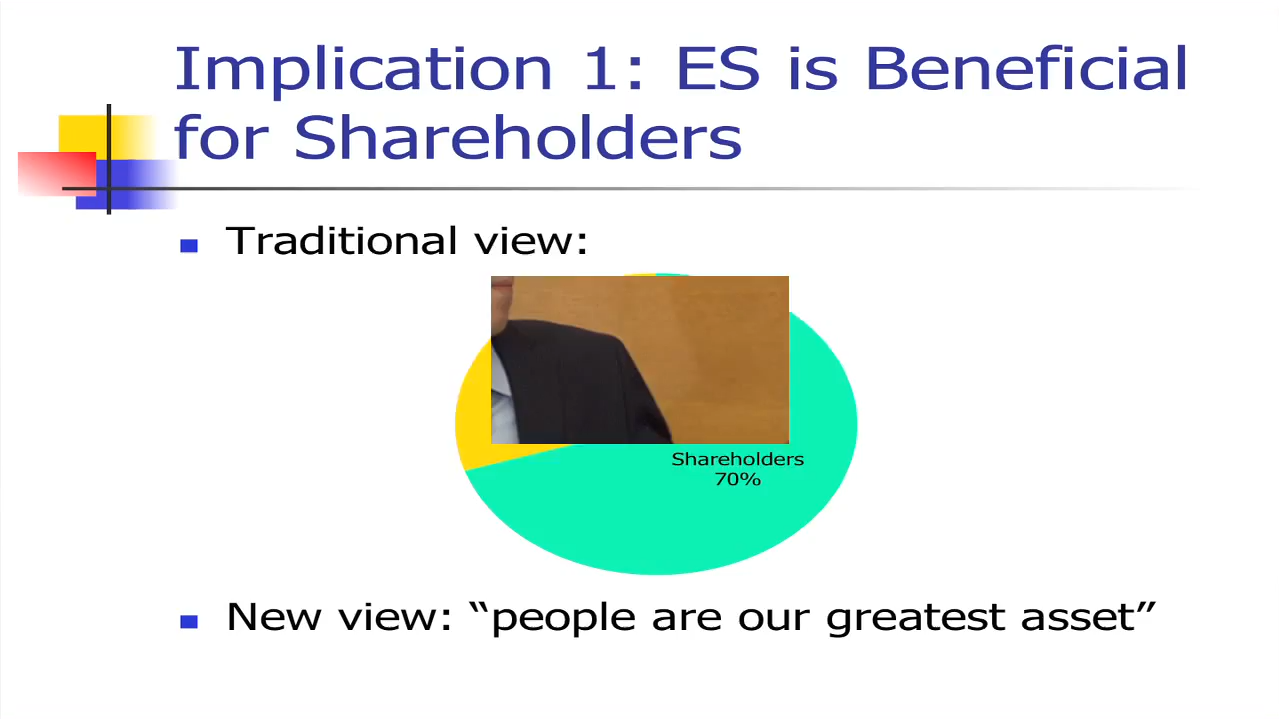 Implication 1: ES is Beneficial
for Shareholders
Traditional view:
Shareholders
70%
New view: “people are our greatest asset”